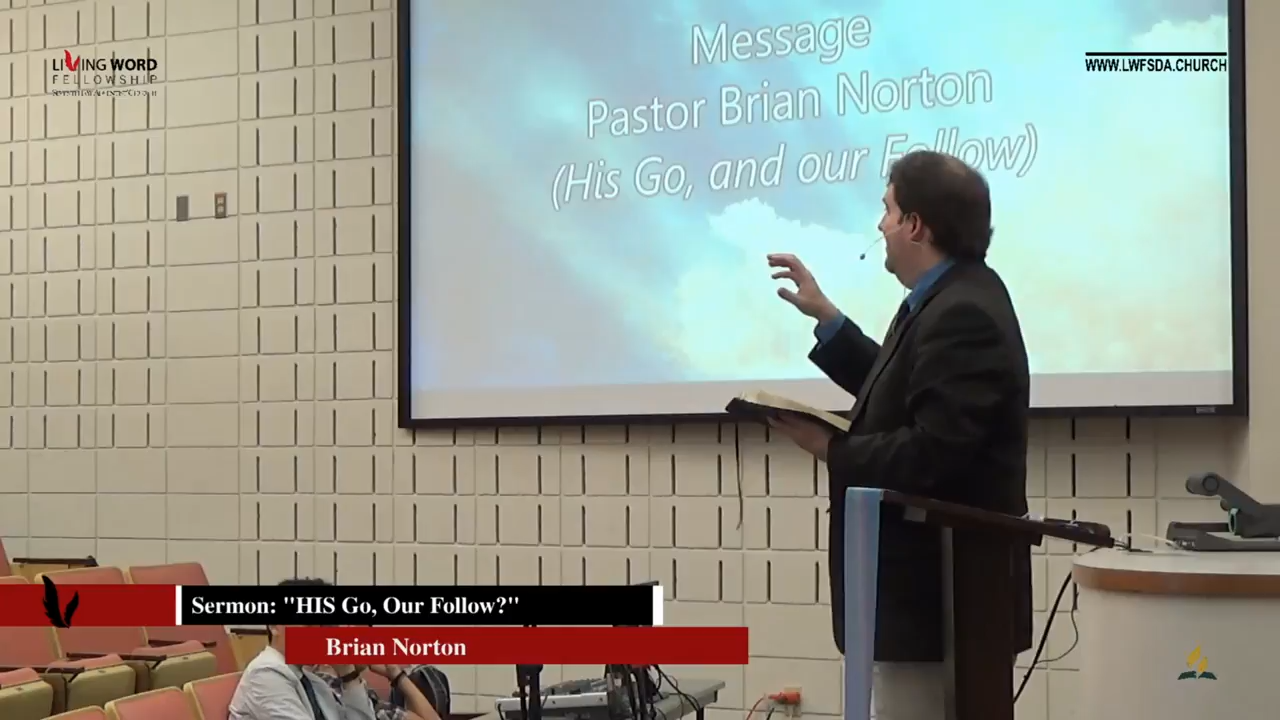 LIVING WORD
FELLOWSHIP
WWW.LWFSDA.CHURCH
Message
Pastor Brian Norton
(His Go, and our Follow)
Sermon: "HIS Go, Our Follow?"
Brian Norton